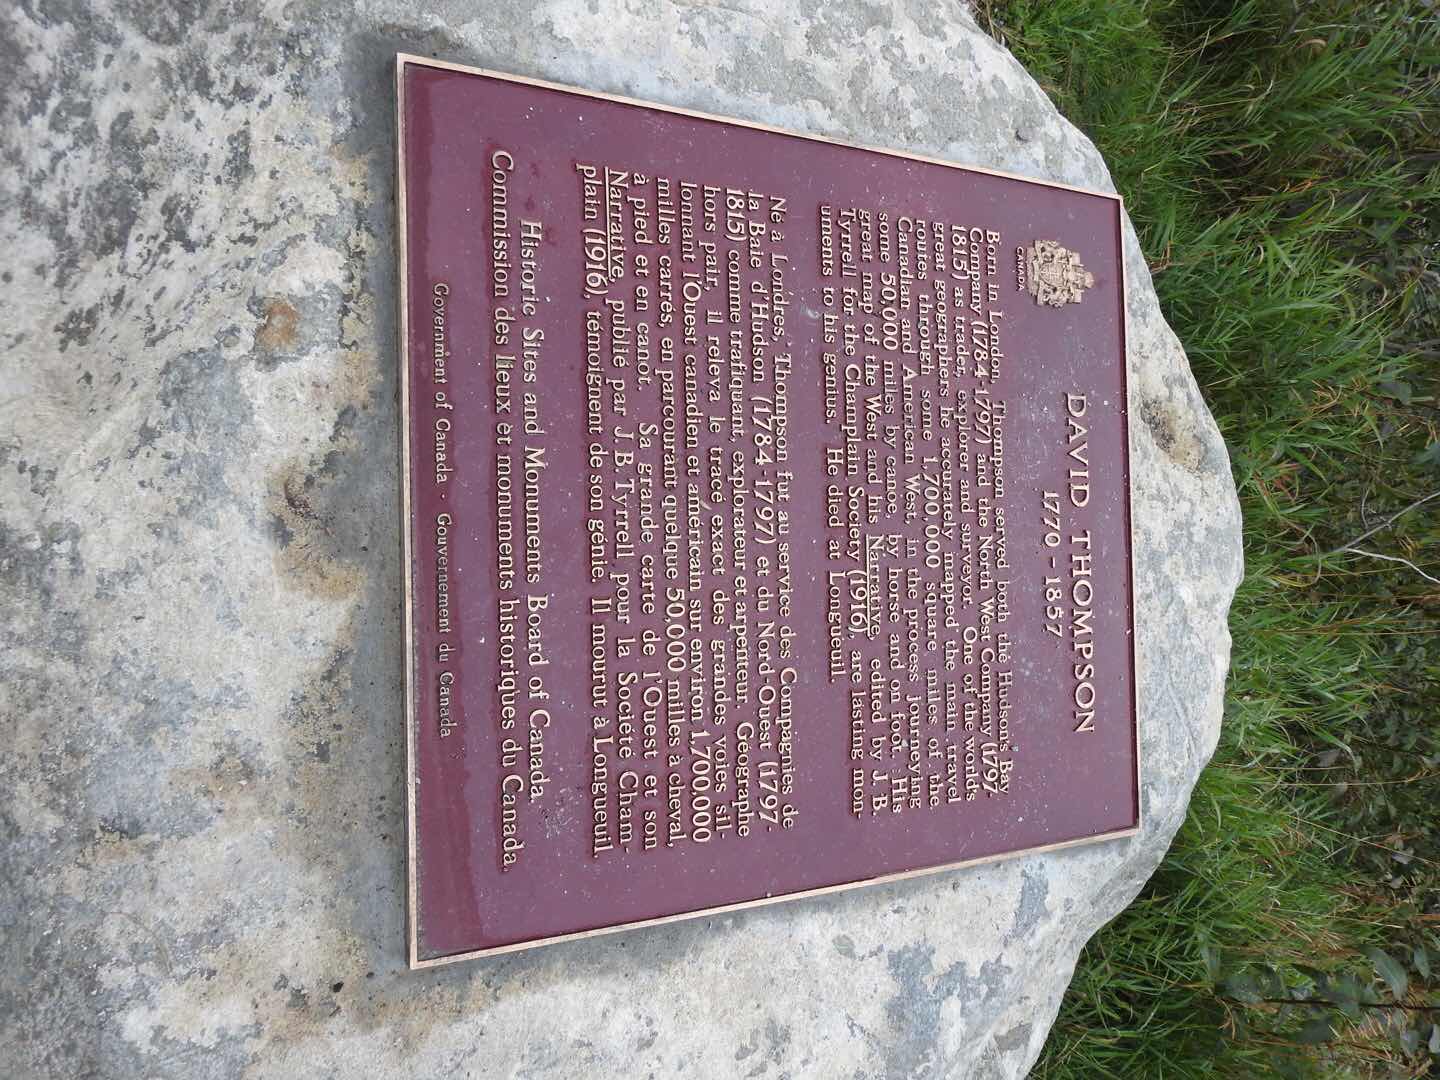 CANADA
DAVID THOMPSON
1770 - 1857
Born in London, Thompson served both the Hudson's Bay
Company (1784-1797) and the North West Company (1797-
1815) as trader, explorer and surveyor. One of the world's
great geographers he accurately mapped the main travel
routes through some 1,700,000 square miles of the
Canadian and American West, in the process journeying
some 50,000 miles by canoe, by horse and on foot. His
great map of the West and his Narrative, edited by J. B.
Tyrrell for the Champlain Society (1916), are lasting mon-
uments to his genius. He died at Longueuil.
Né à Londres, Thompson fut au service des Compagnies de
la Baie d'Hudson (1784-1797) et du Nord-Ouest (1797-
1815) comme trafiquant, explorateur et arpenteur. Géographe
hors pair, il releva le tracé exact des grandes voies sil-
lonnant l'Ouest canadien et américain sur environ 1,700,000
milles carrés, en parcourant quelque 50,000 milles à cheval,
à pied et en canot. Sa grande carte de l'Ouest et son
Narrative, publié par J. B. Tyrrell pour la Société Cham-
plain (1916), témoignent de son génie. Il mourut à Longueuil.
Historic Sites and Monuments Board of Canada.
Commission des lieux et monuments historiques du Canada.
Government of Canada · Gouvernement du Canada